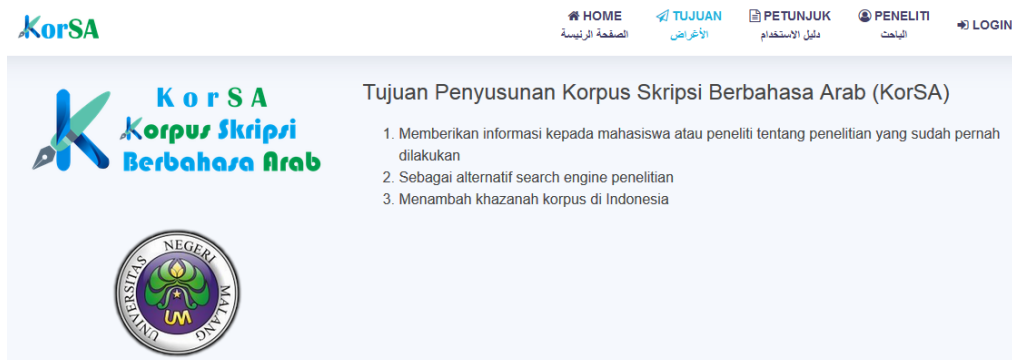 KorSA
HOME
الصفحة الرئيسة
TUJUAN
الأغراض
PETUNJUK
دليل الاستخدام
PENELITI
الباحث
LOGIN
KorSA
Korpus Skripsi
Berbahasa Arab
Tujuan Penyusunan Korpus Skripsi Berbahasa Arab (KorSA)
1. Memberikan informasi kepada mahasiswa atau peneliti tentang penelitian yang sudah pernah
dilakukan
2. Sebagai alternatif search engine penelitian
3. Menambah khazanah korpus di Indonesia
UNIVERSITAS NEGERI MALANG
UM